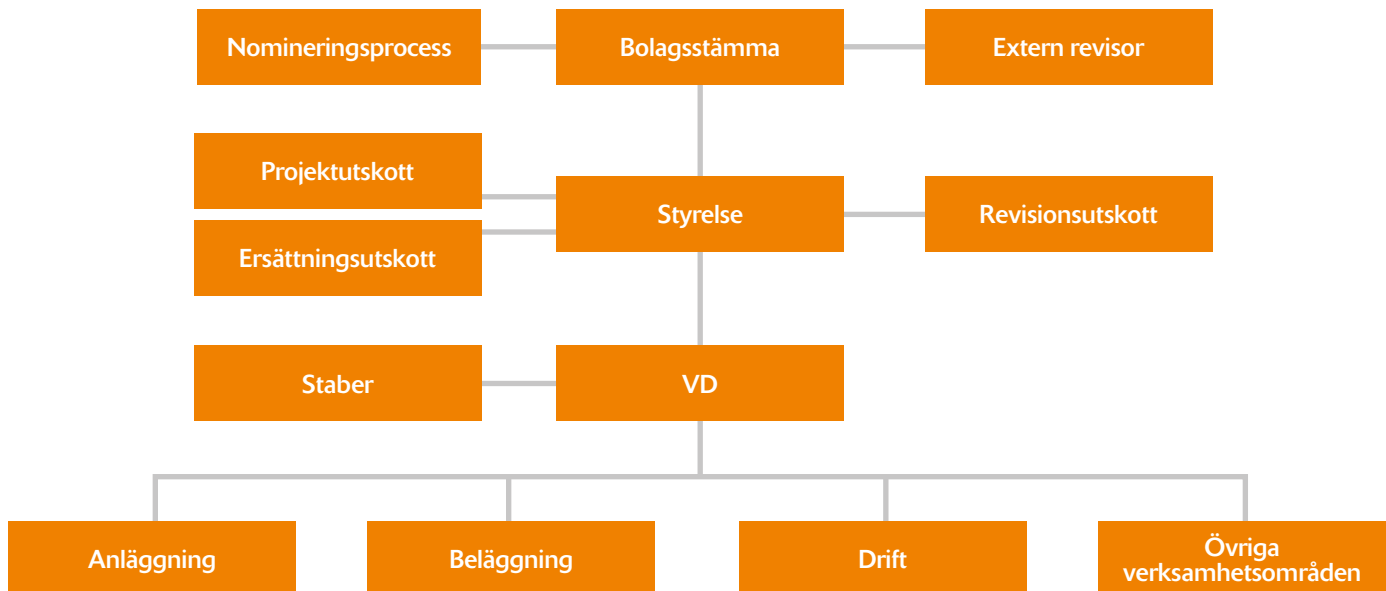 Nomineringsprocess
Bolagsstämma
Extern revisor
Projektutskott
Styrelse
Revisionsutskott
Ersättningsutskott
Staber
VD
Anläggning
Beläggning
Drift
Övriga
verksamhetsområden